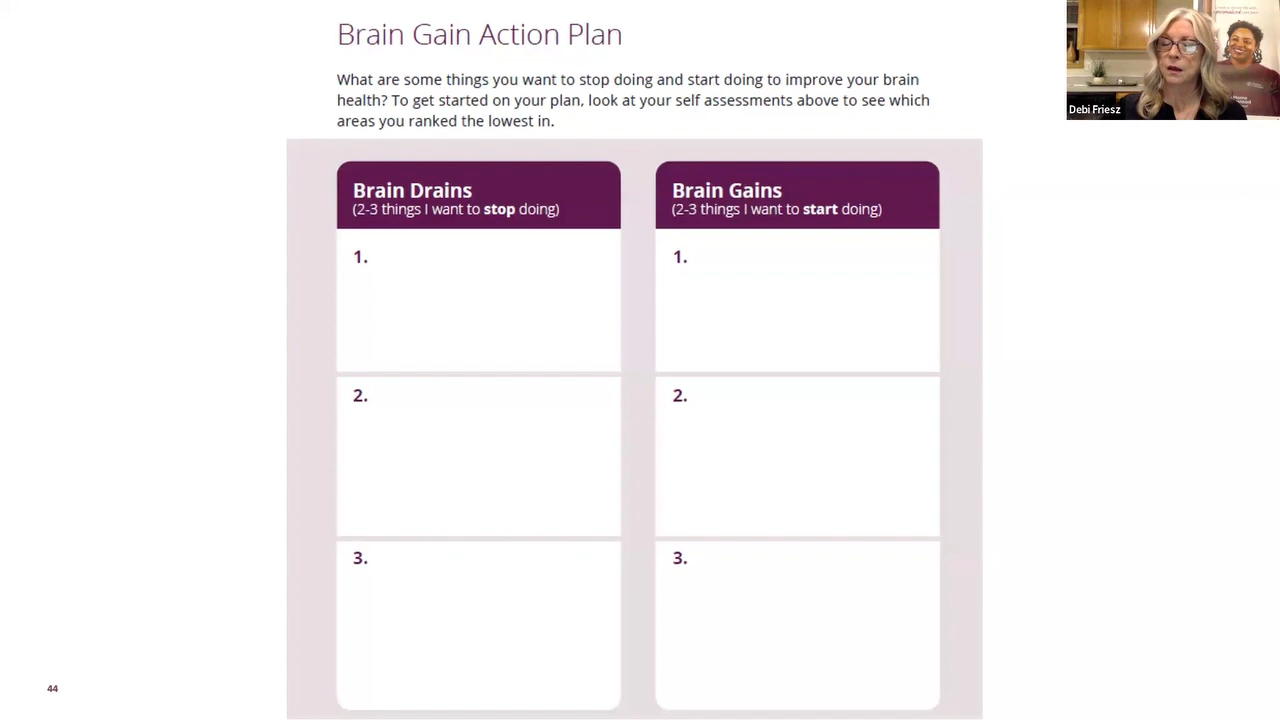 Brain Gain Action Plan
What are some things you want to stop doing and start doing to improve your brain
health? To get started on your plan, look at your self assessments above to see which
areas you ranked the lowest in.
Brain Drains
(2-3 things I want to stop doing)
1.
2.
3.
Brain Gains
(2-3 things I want to start doing)
1.
2.
3.
44
Debi Friesz